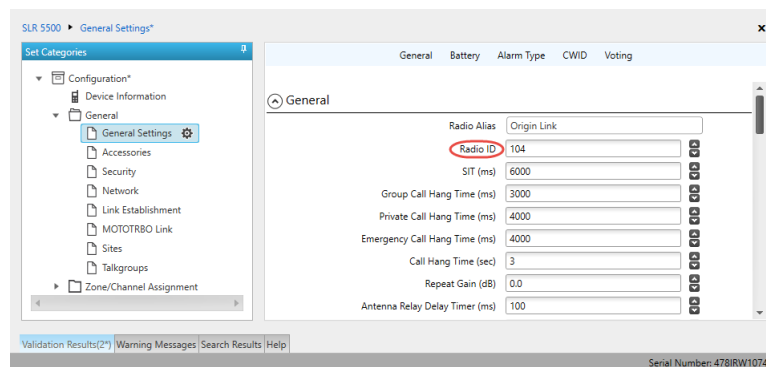 SLR 5500 General Settings*
x
Set Categories
General Battery Alarm Type CWID Voting
Configuration*
Device Information
General
General Settings
Accessories
Security
Network
Link Establishment
MOTOTRBO Link
Sites
Talkgroups
Zone/Channel Assignment
General
Radio Alias Origin Link
Radio ID 104
SIT (ms) 6000
Group Call Hang Time (ms) 3000
Private Call Hang Time (ms) 4000
Emergency Call Hang Time (ms) 4000
Call Hang Time (sec) 3
Repeat Gain (dB) 0.0
Antenna Relay Delay Timer (ms) 100
Validation Results(2*) Warning Messages Search Results Help
Serial Number: 478IRW1074